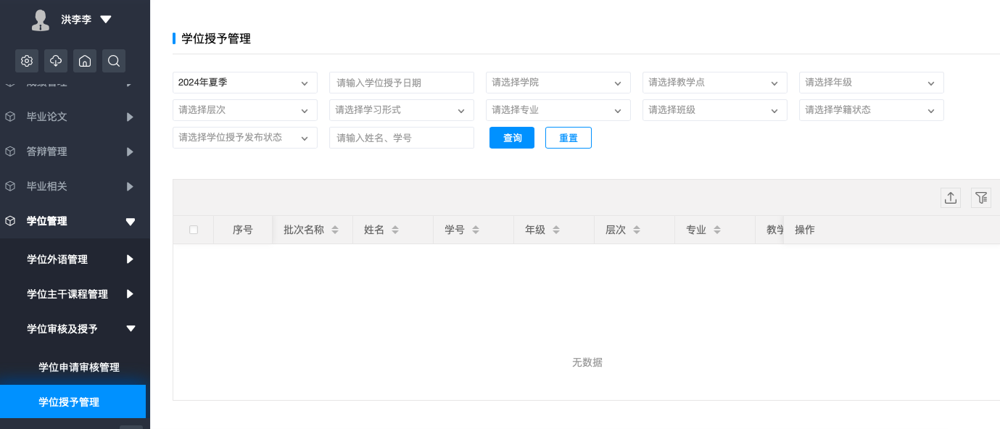 洪李李
成绩管理
毕业论文
答辩管理
毕业相关
学位管理
学位外语管理
学位主干课程管理
学位审核及授予
学位申请审核管理
学位授予管理
学位授予管理
2024年夏季 请输入学位授予日期 请选择学院 请选择教学点 请选择年级
请选择层次 请选择学习形式 请选择专业 请选择班级 请选择学籍状态
请选择学位授予发布状态 请输入姓名、学号 查询 重置
序号 批次名称 姓名 学号 年级 层次 专业 教学 操作
无数据